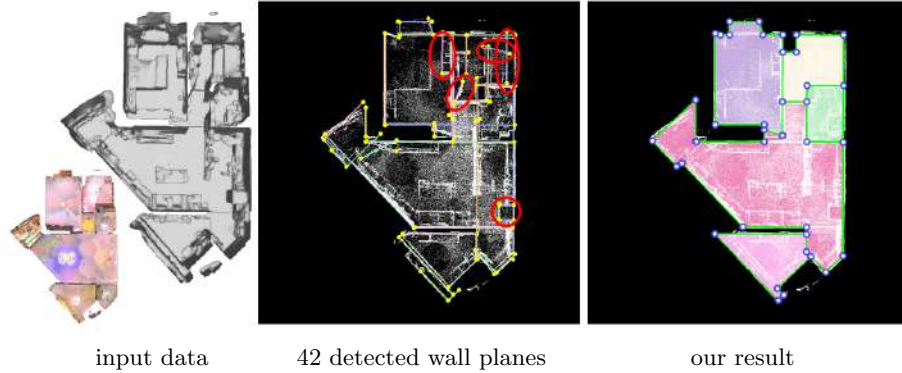 input data
42 detected wall planes
our result